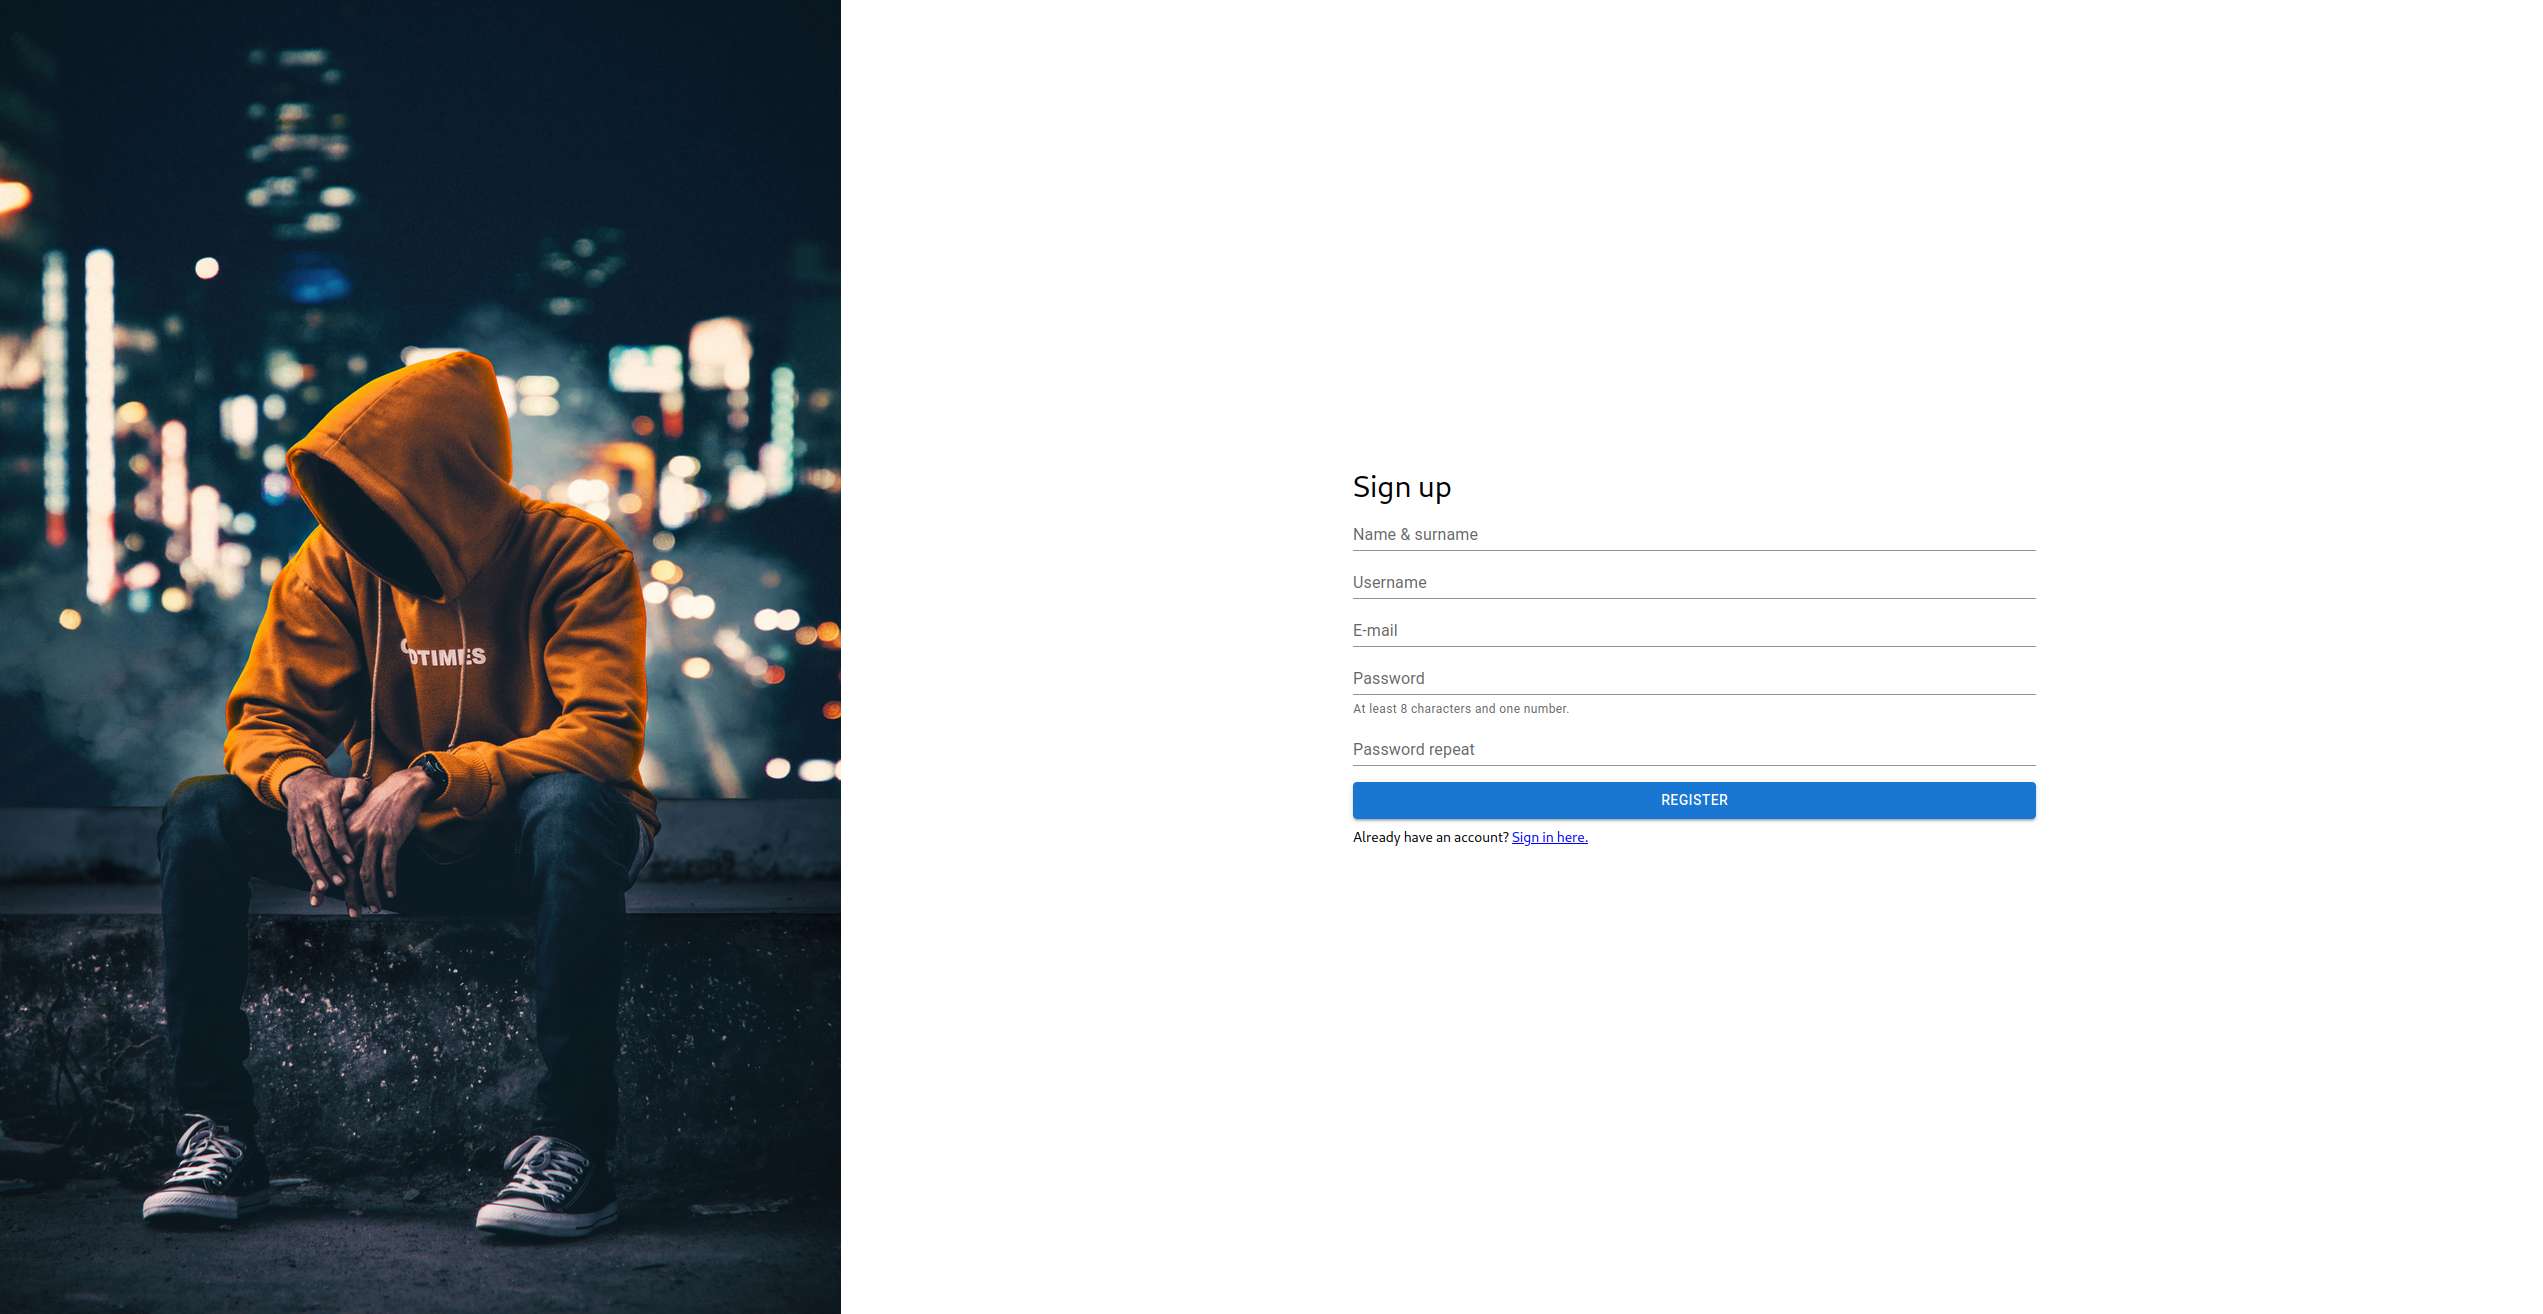 OTIMES
Sign up
Name & surname
Username
E-mail
Password
At least 8 characters and one number.
Password repeat
REGISTER
Already have an account? Sign in here.